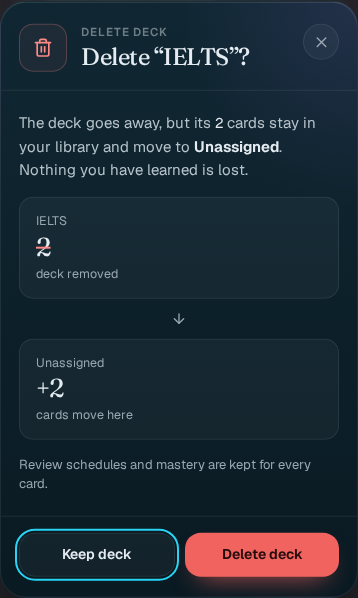 DELETE DECK
Delete “IELTS”?
The deck goes away, but its 2 cards stay in
your library and move to Unassigned.
Nothing you have learned is lost.
IELTS
2
deck removed
Unassigned
+2
cards move here
Review schedules and mastery are kept for every
card.
Keep deck
Delete deck